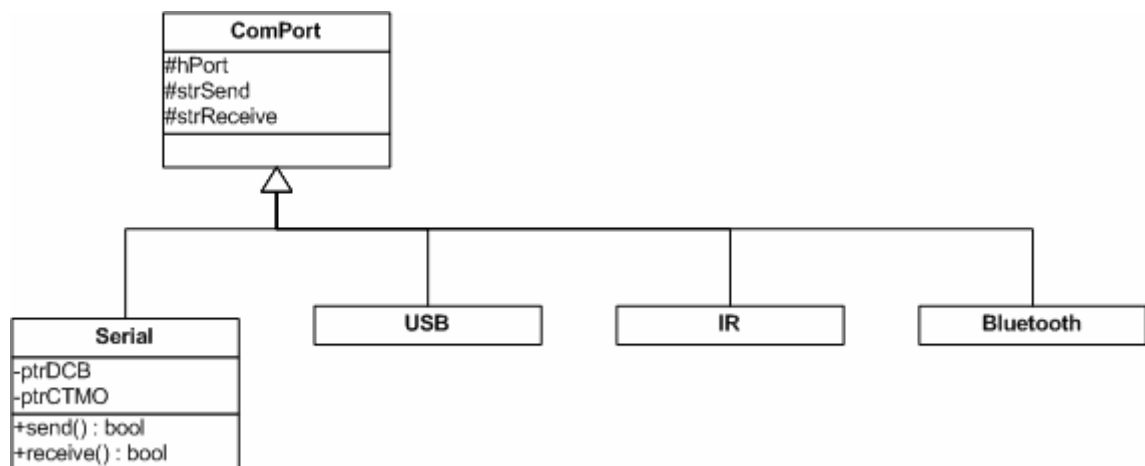 ComPort
#hPort
#strSend
#strReceive
Serial
-ptrDCB
-ptrCTMO
+send() : bool
+receive() : bool
USB
IR
Bluetooth